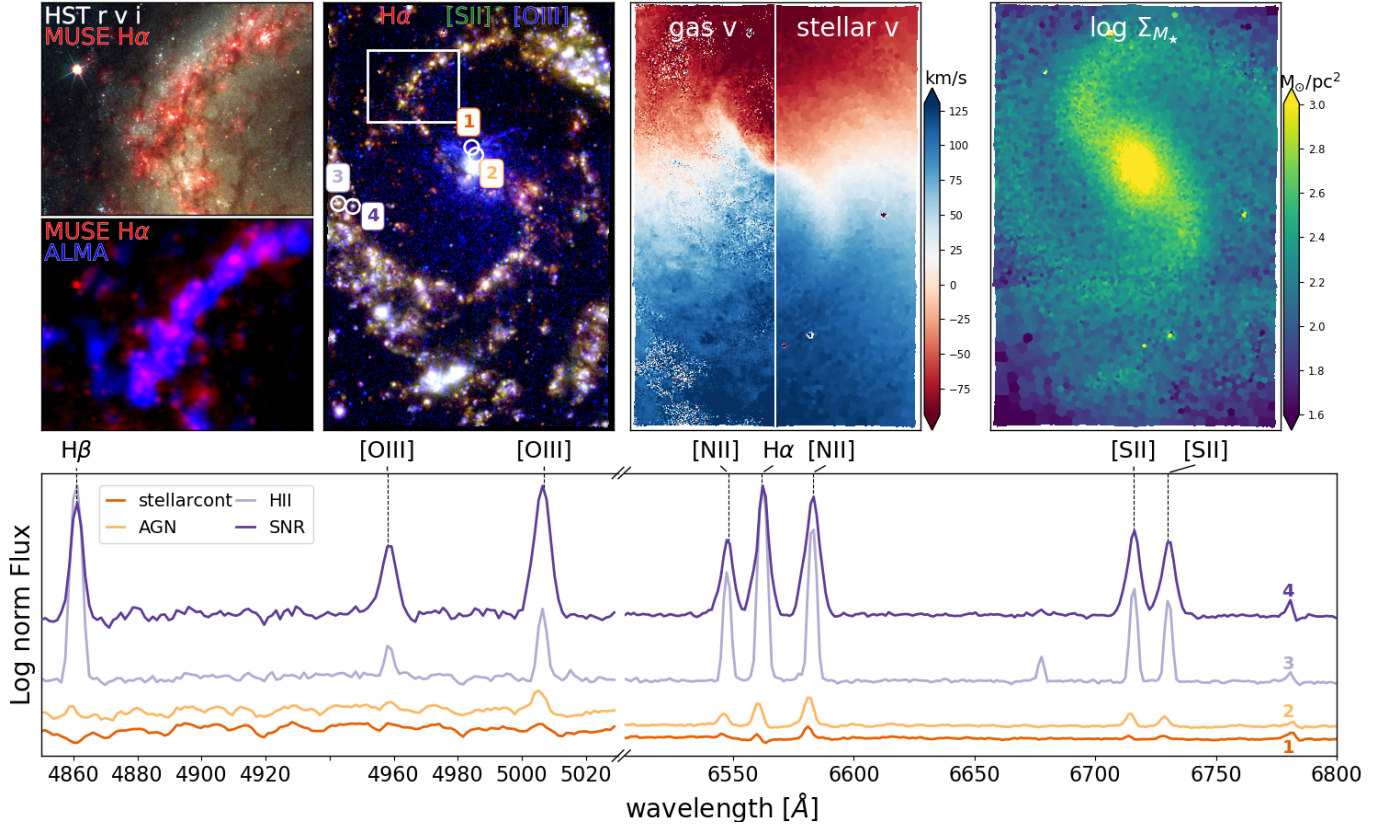 HST r v i
MUSE Hα
MUSE Hα
ALMA
Hα [SII] [OIII]
1
2
3
4
gas v
stellar v
km/s
125
100
75
50
25
0
−25
−50
−75
log Σ_M⋆
M⊙/pc²
3.0
2.8
2.6
2.4
2.2
2.0
1.8
1.6
Hβ [OIII] [OIII] [NII] Hα [NII] [SII] [SII]
stellarcont
AGN
HII
SNR
4
3
2
1
Log norm Flux
4860 4880 4900 4920 4960 4980 5000 5020 6550 6600 6650 6700 6750 6800
wavelength [Å]